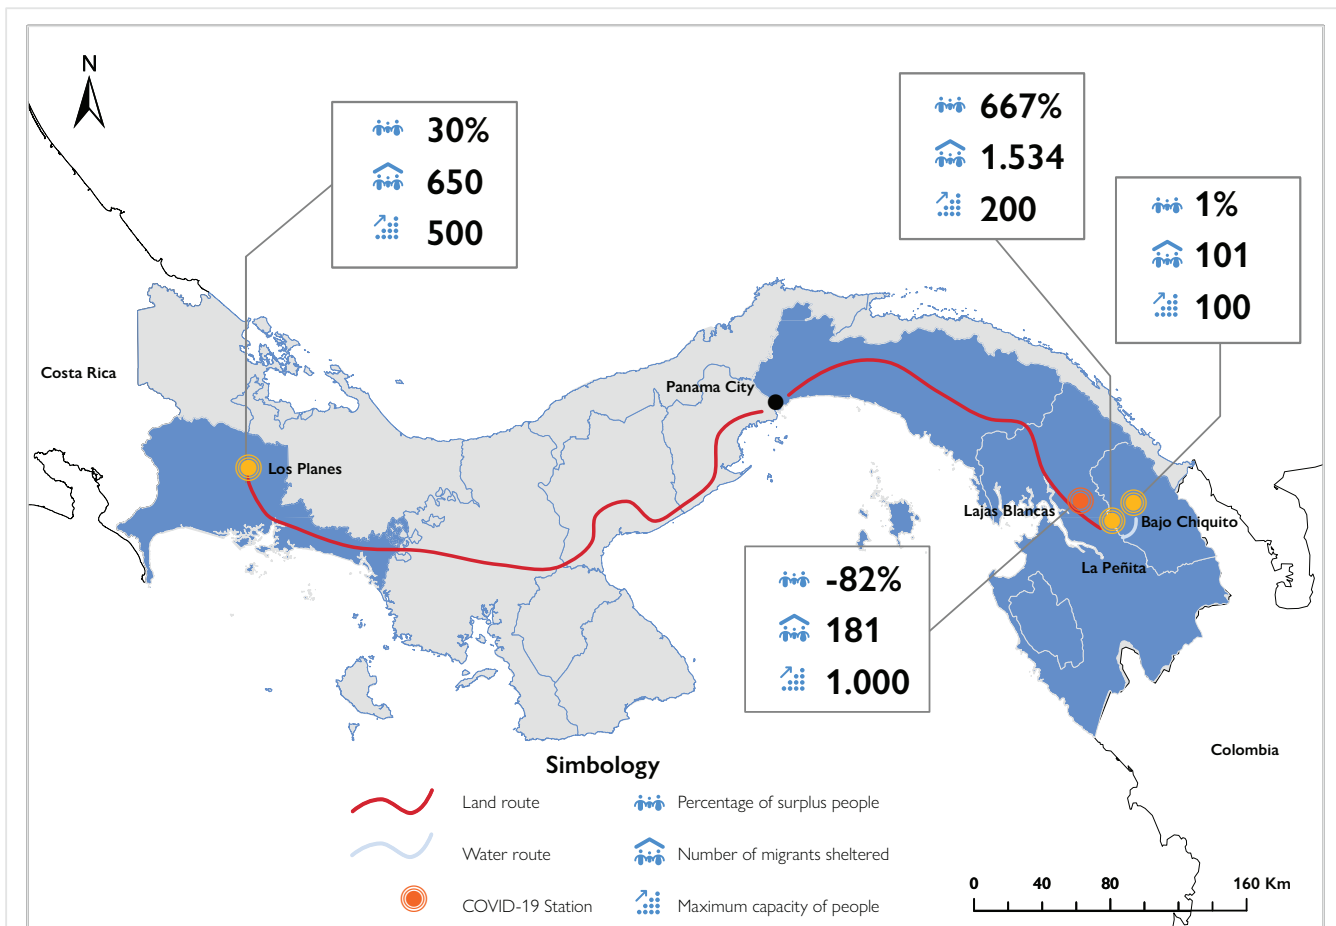 N
30%
650
500
667%
1.534
200
1%
101
100
Costa Rica
Panama City
Los Planes
Lajas Blancas
Bajo Chiquito
La Peñita
-82%
181
1.000
Colombia
Simbology
Land route
Percentage of surplus people
Water route
Number of migrants sheltered
COVID-19 Station
Maximum capacity of people
0 40 80 160 Km